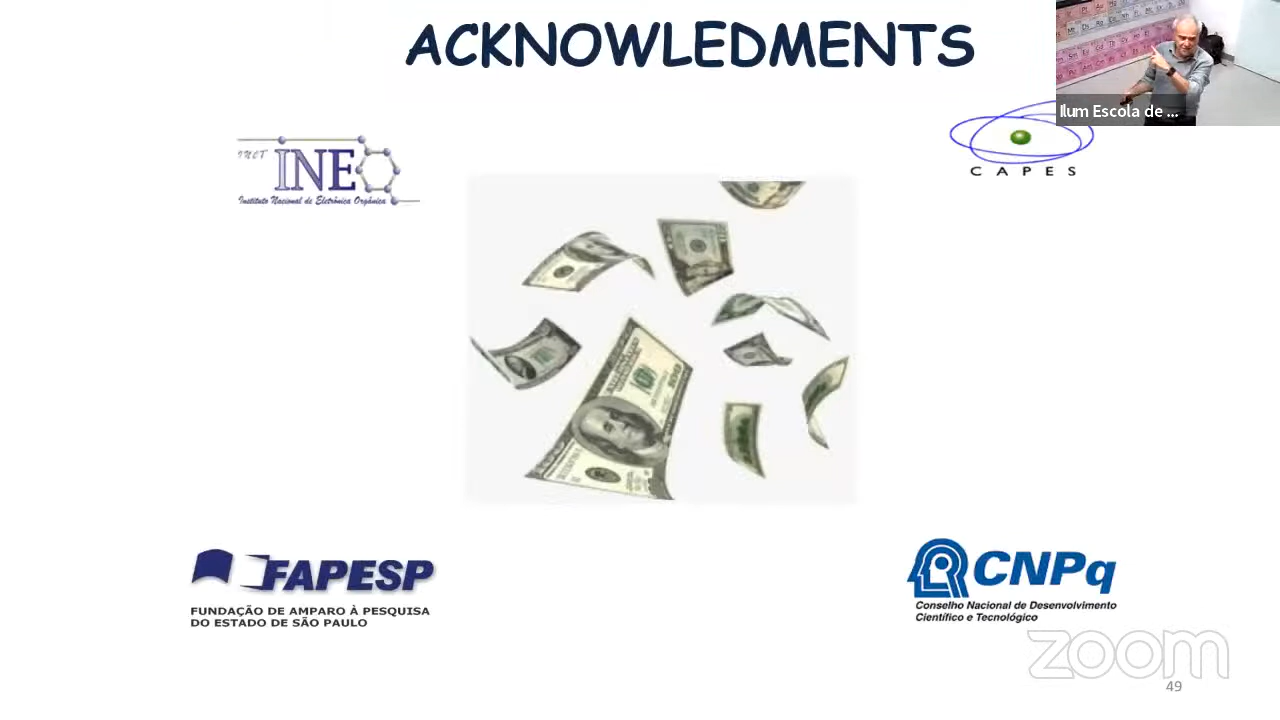 ACKNOWLEDMENTS
Ilum Escola de ...
INCT
INEO
Instituto Nacional de Eletrônica Orgânica
CAPES
FAPESP
FUNDAÇÃO DE AMPARO À PESQUISA
DO ESTADO DE SÃO PAULO
CNPq
Conselho Nacional de Desenvolvimento
Científico e Tecnológico
zoom
49